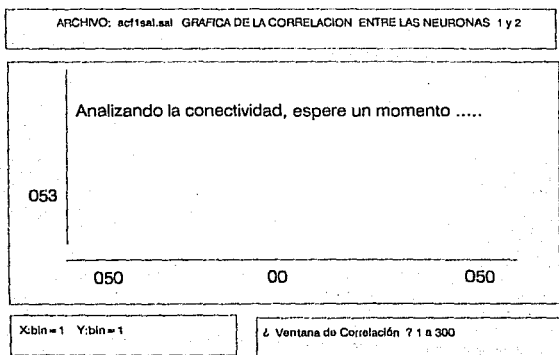 ARCHIVO: acf1sal.sal GRAFICA DE LA CORRELACION ENTRE LAS NEURONAS 1 y 2
Analizando la conectividad, espere un momento .....
053
050 00 050
X:bin = 1 Y:bin = 1
¿ Ventana de Correlación ? 1 a 300